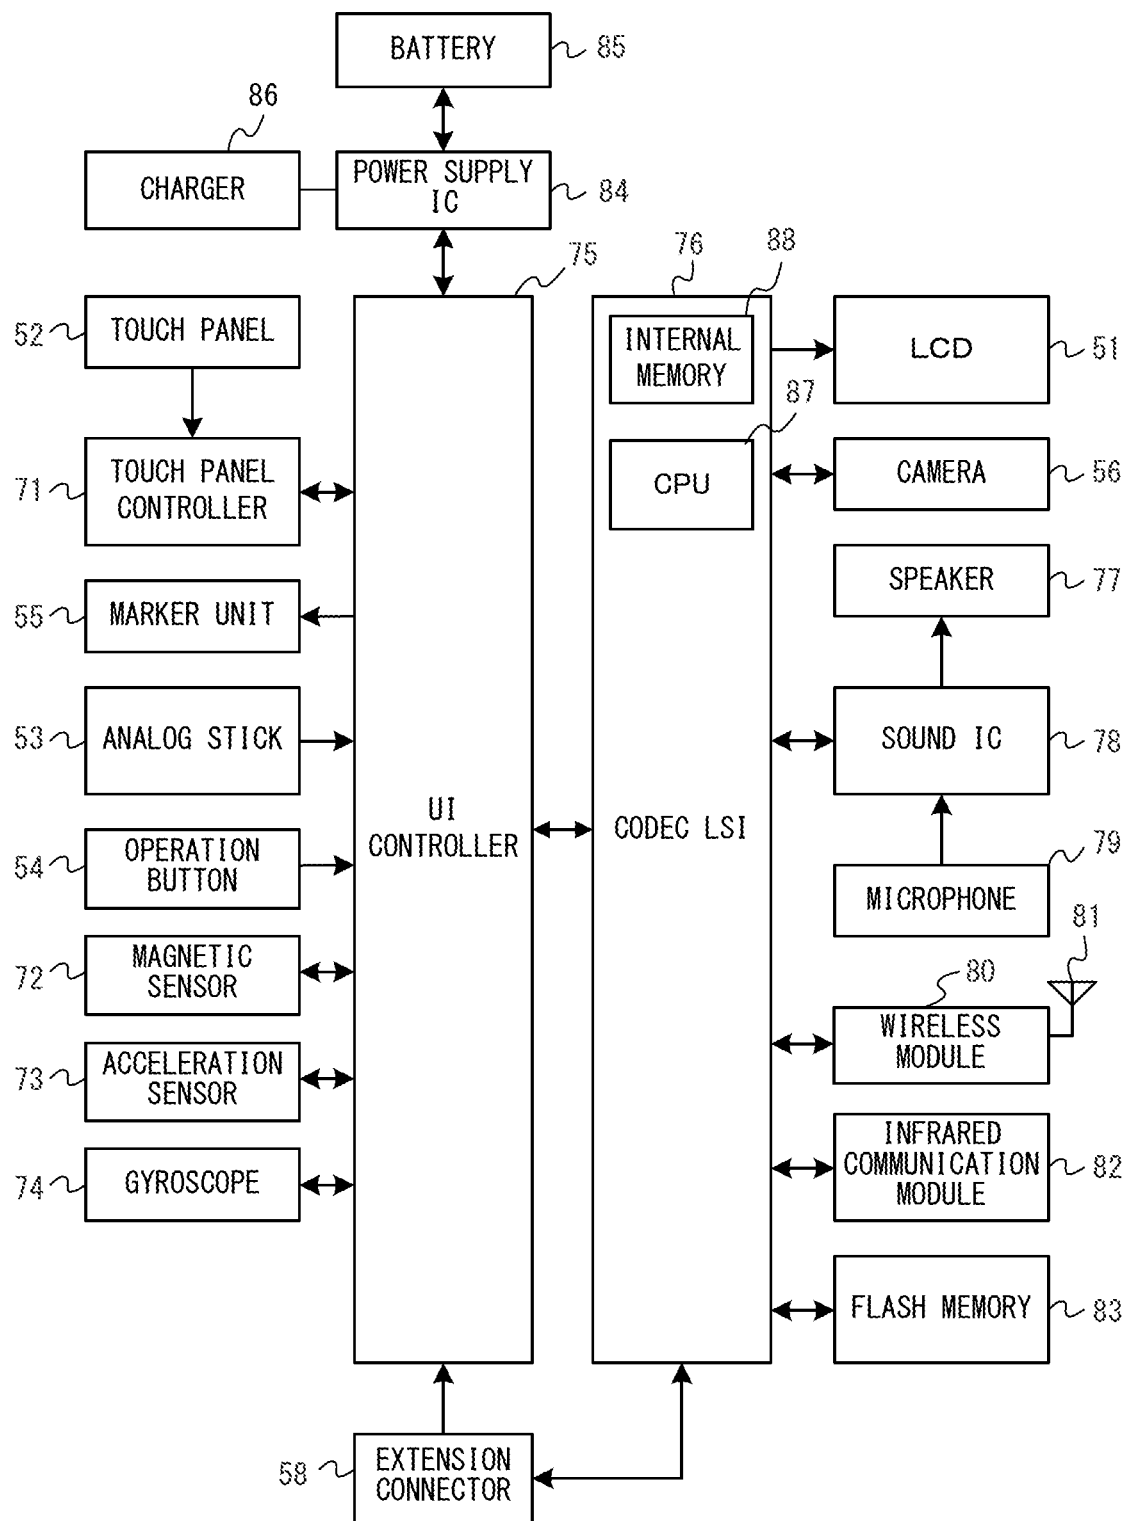 BATTERY
85
86
CHARGER
POWER SUPPLY
IC
84
75
76
88
52
TOUCH PANEL
INTERNAL
MEMORY
LCD
51
87
71
TOUCH PANEL
CONTROLLER
CPU
CAMERA
56
55
MARKER UNIT
SPEAKER
77
53
ANALOG STICK
SOUND IC
78
UI
CONTROLLER
CODEC LSI
54
OPERATION
BUTTON
79
MICROPHONE
81
72
MAGNETIC
SENSOR
80
WIRELESS
MODULE
73
ACCELERATION
SENSOR
INFRARED
COMMUNICATION
MODULE
82
74
GYROSCOPE
FLASH MEMORY
83
58
EXTENSION
CONNECTOR